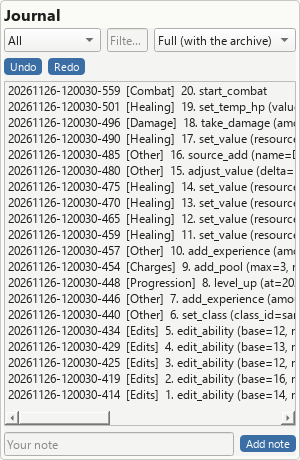 Journal
All Filte... Full (with the archive)
Undo Redo
20261126-120030-559 [Combat] 20. start_combat
20261126-120030-501 [Healing] 19. set_temp_hp (valu
20261126-120030-496 [Damage] 18. take_damage (amo
20261126-120030-490 [Healing] 17. set_value (resourc
20261126-120030-485 [Other] 16. source_add (name=D
20261126-120030-480 [Other] 15. adjust_value (delta=
20261126-120030-475 [Healing] 14. set_value (resourc
20261126-120030-470 [Healing] 13. set_value (resourc
20261126-120030-465 [Healing] 12. set_value (resourc
20261126-120030-459 [Healing] 11. set_value (resourc
20261126-120030-457 [Other] 10. add_experience (amo
20261126-120030-454 [Charges] 9. add_pool (max=3, r
20261126-120030-448 [Progression] 8. level_up (at=20
20261126-120030-446 [Other] 7. add_experience (amou
20261126-120030-440 [Other] 6. set_class (class_id=sam
20261126-120030-434 [Edits] 5. edit_ability (base=12, n
20261126-120030-429 [Edits] 4. edit_ability (base=13, n
20261126-120030-425 [Edits] 3. edit_ability (base=12, n
20261126-120030-419 [Edits] 2. edit_ability (base=16, n
20261126-120030-414 [Edits] 1. edit_ability (base=14, n
Your note Add note